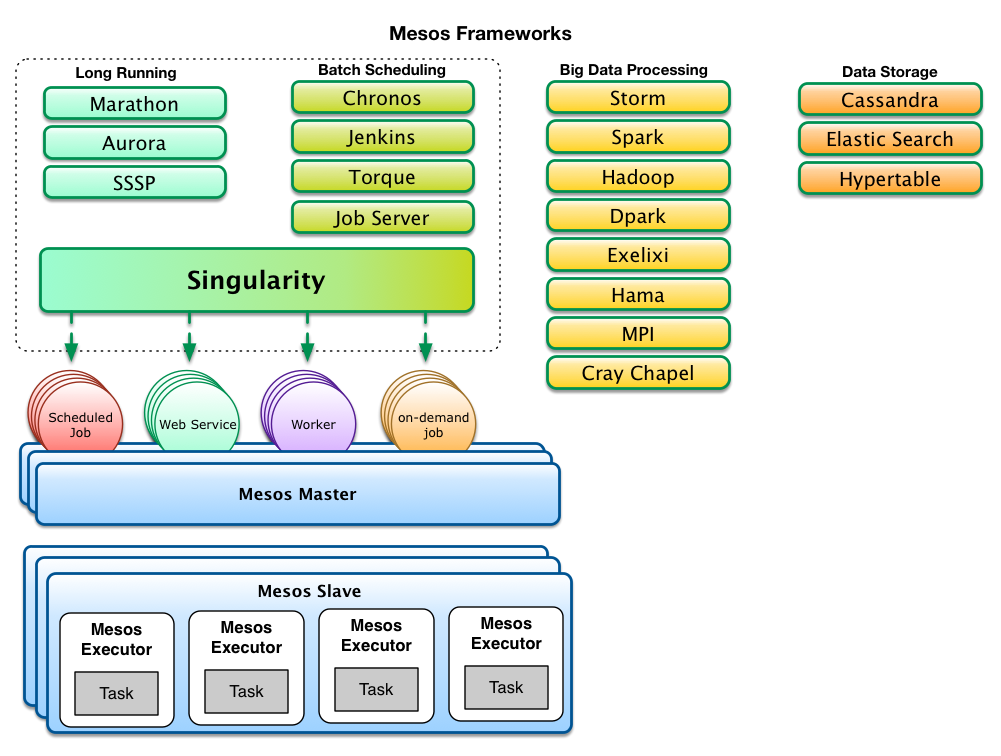 Mesos Frameworks
Long Running
Marathon
Aurora
SSSP
Batch Scheduling
Chronos
Jenkins
Torque
Job Server
Big Data Processing
Storm
Spark
Hadoop
Dpark
Exelixi
Hama
MPI
Cray Chapel
Data Storage
Cassandra
Elastic Search
Hypertable
Singularity
Scheduled
Job
Web Service
Worker
on-demand
job
Mesos Master
Mesos Slave
Mesos
Executor
Task
Mesos
Executor
Task
Mesos
Executor
Task
Mesos
Executor
Task